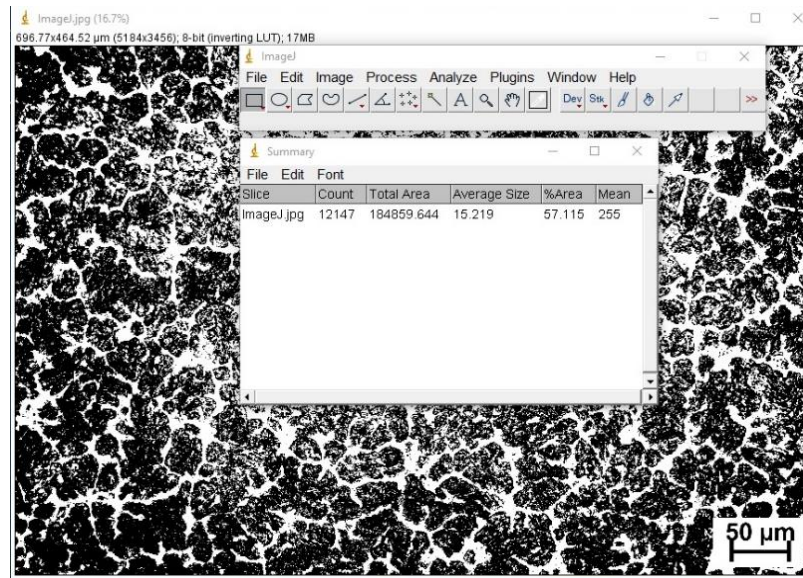 ImageJ.jpg (16.7%)
696.77x464.52 µm (5184x3456); 8-bit (inverting LUT); 17MB
ImageJ
File Edit Image Process Analyze Plugins Window Help
A Dev Stk >>
Summary
File Edit Font
Slice Count Total Area Average Size %Area Mean
ImageJ.jpg 12147 184859.644 15.219 57.115 255
50 µm